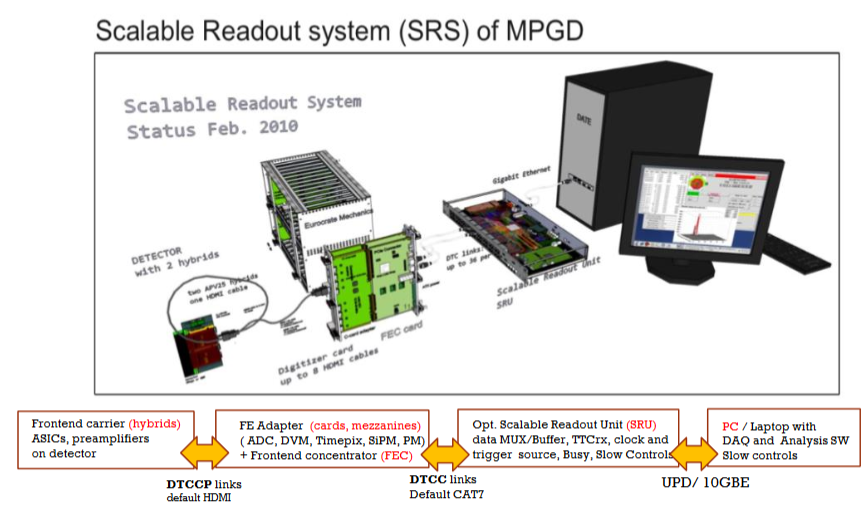 Scalable Readout system (SRS) of MPGD
Scalable Readout System
Status Feb. 2010
DATE
Gigabit Ethernet
Eurocrate Mechanics
DETECTOR
with 2 hybrids
two APV25 hybrids
one HDMI cable
DTC links
up to 36 per
Scalable Readout Unit
SRU
FEC card
Digitizer card
up to 8 HDMI cables
Frontend carrier (hybrids)
ASICs, preamplifiers
on detector
FE Adapter (cards, mezzanines)
( ADC, DVM, Timepix, SiPM, PM)
+ Frontend concentrator (FEC)
Opt. Scalable Readout Unit (SRU)
data MUX/Buffer, TTCrx, clock and
trigger source, Busy, Slow Controls
PC / Laptop with
DAQ and Analysis SW
Slow controls
DTCCP links
default HDMI
DTCC links
Default CAT7
UPD/ 10GBE